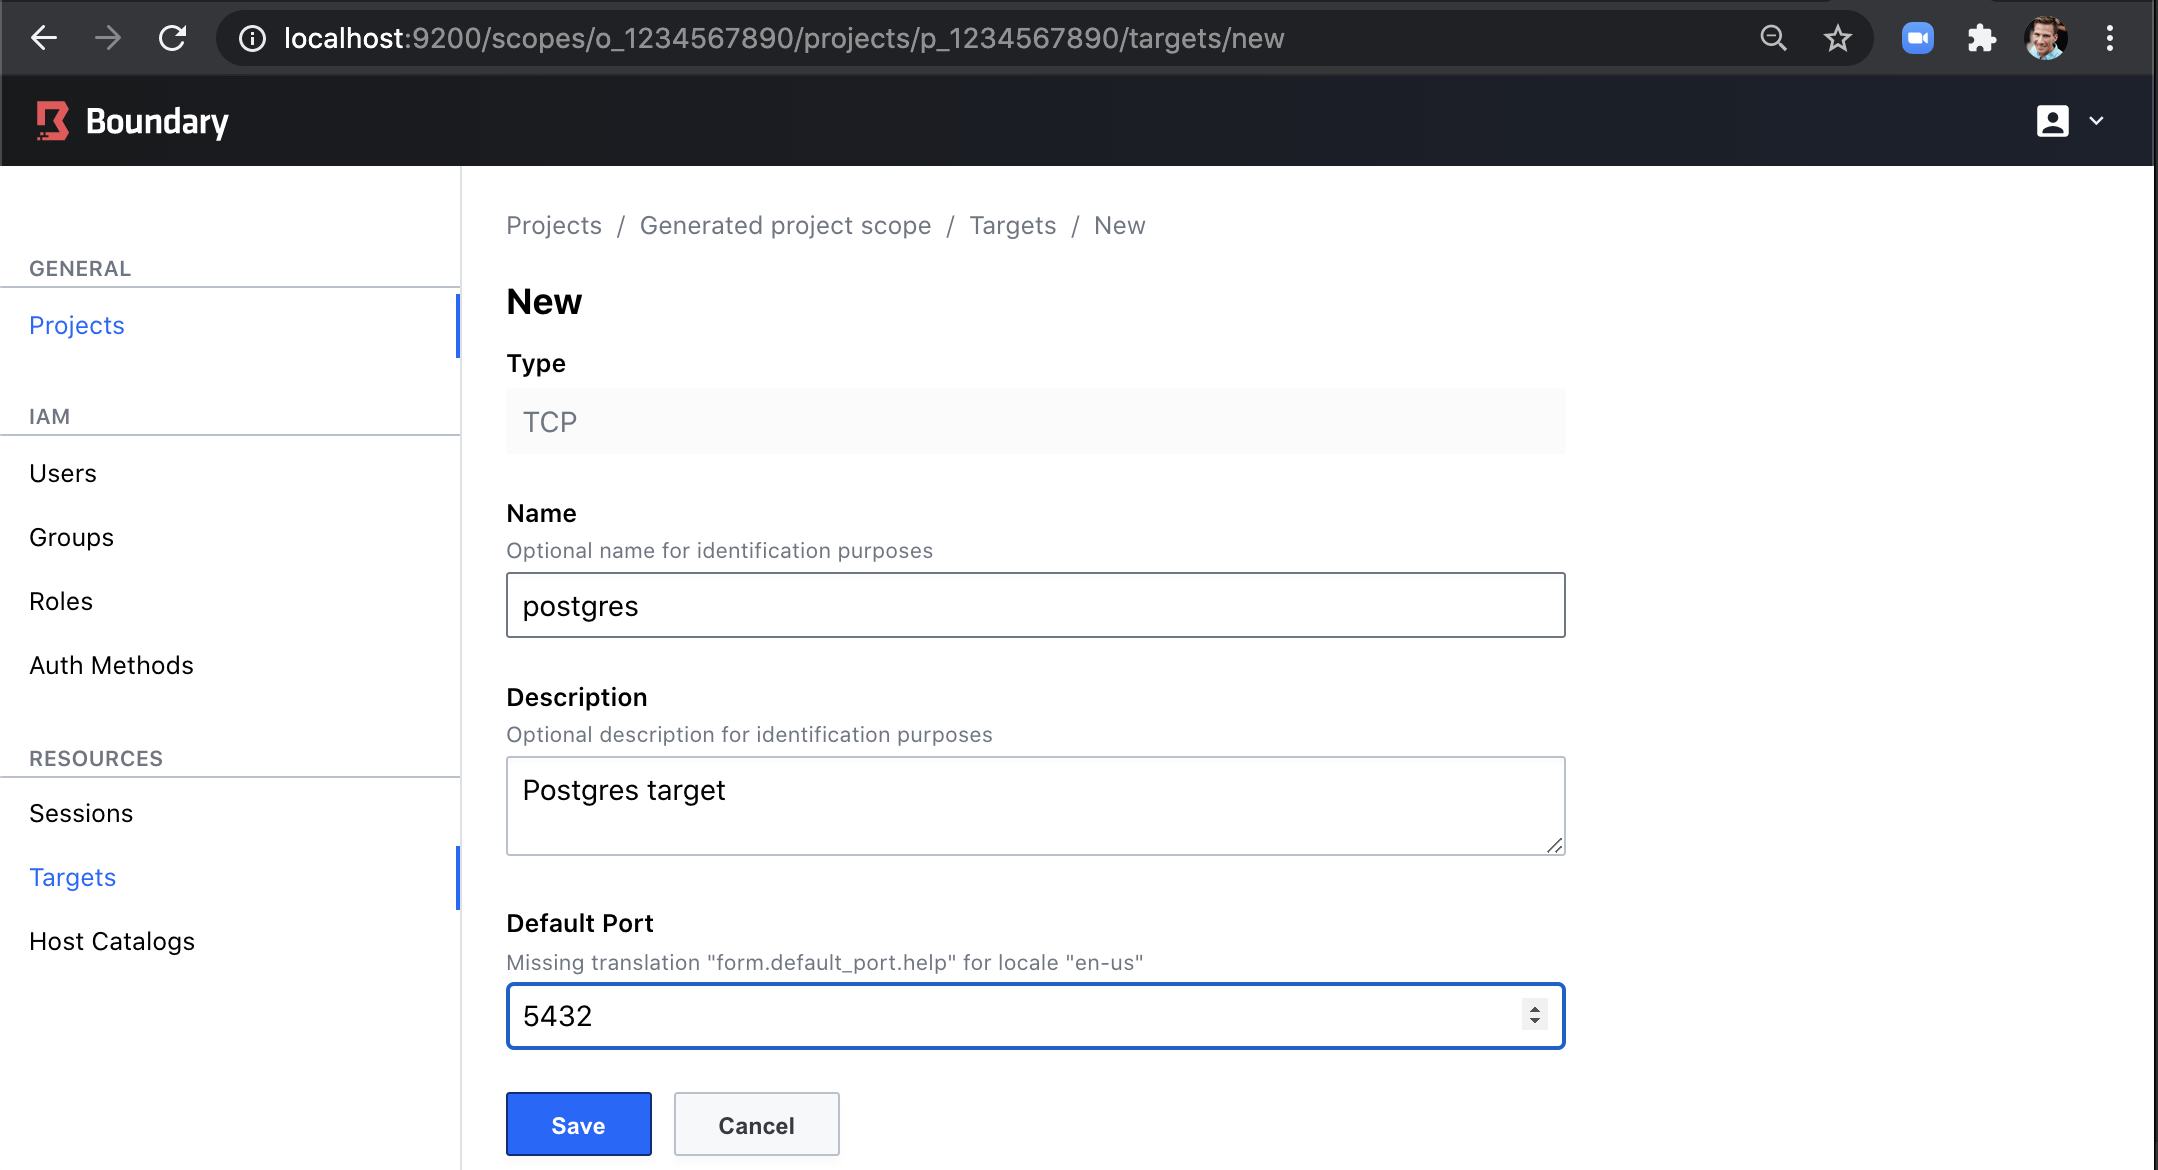 localhost:9200/scopes/o_1234567890/projects/p_1234567890/targets/new
Boundary
Projects / Generated project scope / Targets / New
GENERAL
Projects
IAM
Users
Groups
Roles
Auth Methods
RESOURCES
Sessions
Targets
Host Catalogs
New
Type
TCP
Name
Optional name for identification purposes
postgres
Description
Optional description for identification purposes
Postgres target
Default Port
Missing translation "form.default_port.help" for locale "en-us"
5432
Save Cancel